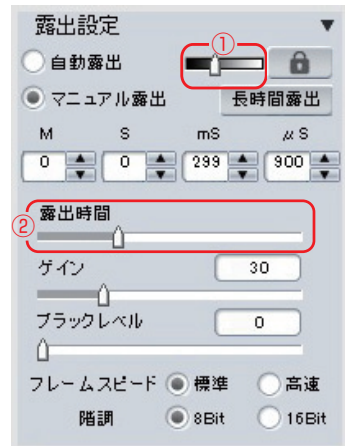 露出設定 ▼
①
自動露出
マニュアル露出 長時間露出
M S mS μS
0 0 299 900
② 露出時間
ゲイン 30
ブラックレベル 0
フレームスピード 標準 高速
階調 8Bit 16Bit